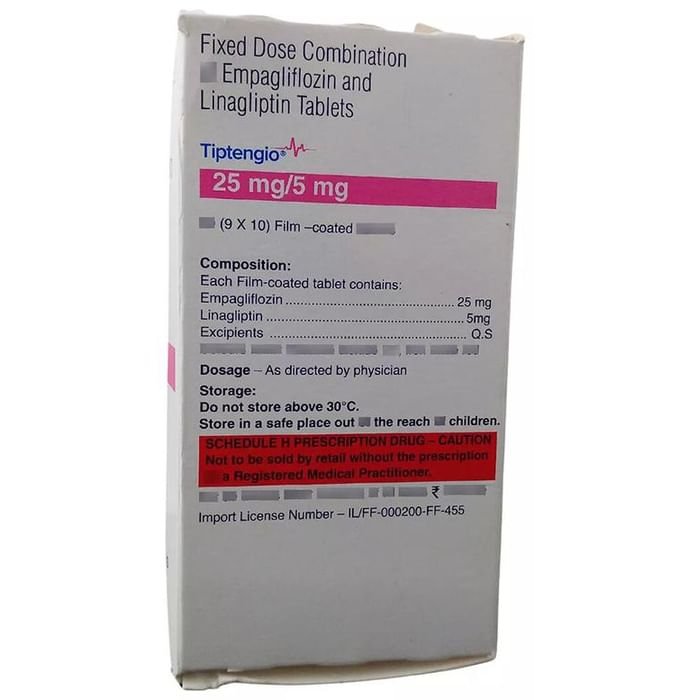 Fixed Dose Combination
Empagliflozin and
Linagliptin Tablets
Tiptengio®
25 mg/5 mg
(9 X 10) Film –coated
Composition:
Each Film-coated tablet contains:
Empagliflozin ........................................... 25 mg
Linagliptin .................................................. 5mg
Excipients ................................................... Q.S
Dosage – As directed by physician
Storage:
Do not store above 30°C.
Store in a safe place out the reach children.
SCHEDULE H PRESCRIPTION DRUG – CAUTION
Not to be sold by retail without the prescription
a Registered Medical Practitioner.
₹
Import License Number – IL/FF-000200-FF-455